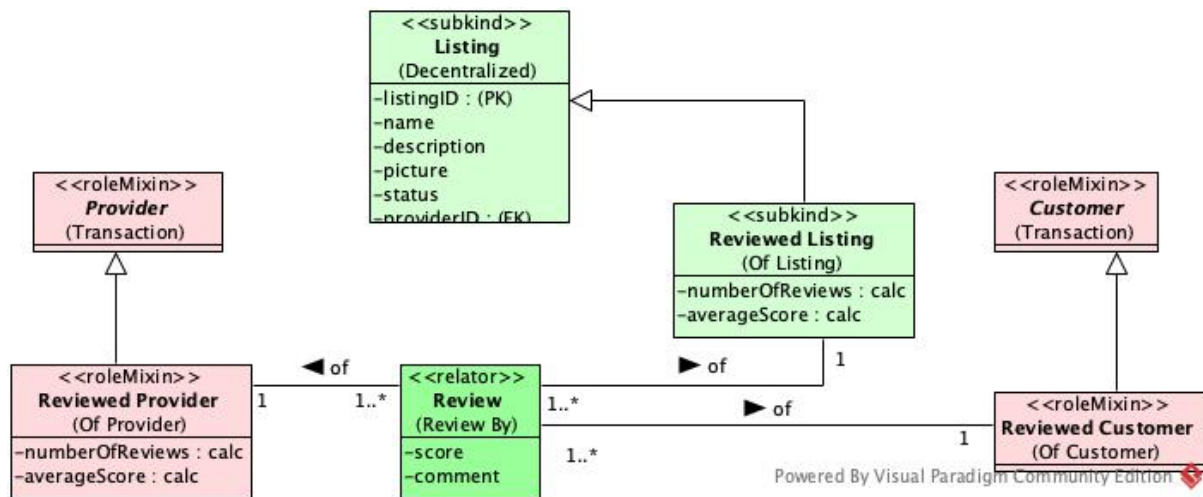 <<subkind>>
Listing
(Decentralized)
-listingID : (PK)
-name
-description
-picture
-status
-providerID : (FK)
<<roleMixin>>
Provider
(Transaction)
<<subkind>>
Reviewed Listing
(Of Listing)
-numberOfReviews : calc
-averageScore : calc
<<roleMixin>>
Customer
(Transaction)
<<roleMixin>>
Reviewed Provider
(Of Provider)
-numberOfReviews : calc
-averageScore : calc
◀ of
1
1..*
<<relator>>
Review
(Review By)
-score
-comment
▶ of
1
1..*
▶ of
1..*
1
<<roleMixin>>
Reviewed Customer
(Of Customer)
Powered By Visual Paradigm Community Edition